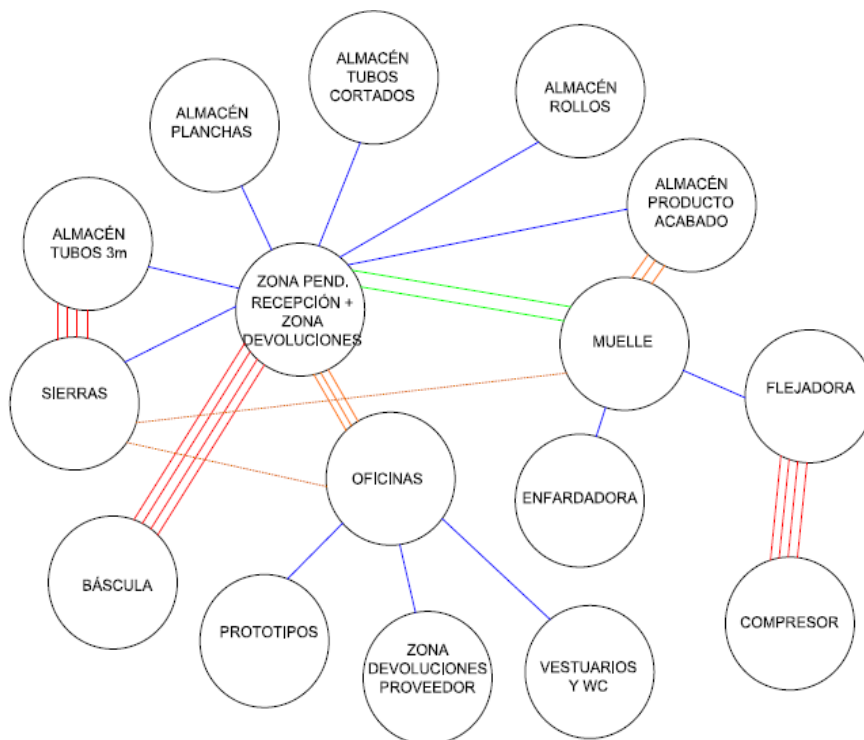 ALMACÉN
TUBOS
CORTADOS
ALMACÉN
ROLLOS
ALMACÉN
PLANCHAS
ALMACÉN
PRODUCTO
ACABADO
ALMACÉN
TUBOS 3m
ZONA PEND.
RECEPCIÓN +
ZONA
DEVOLUCIONES
MUELLE
SIERRAS
FLEJADORA
OFICINAS
ENFARDADORA
BÁSCULA
PROTOTIPOS
COMPRESOR
ZONA
DEVOLUCIONES
PROVEEDOR
VESTUARIOS
Y WC